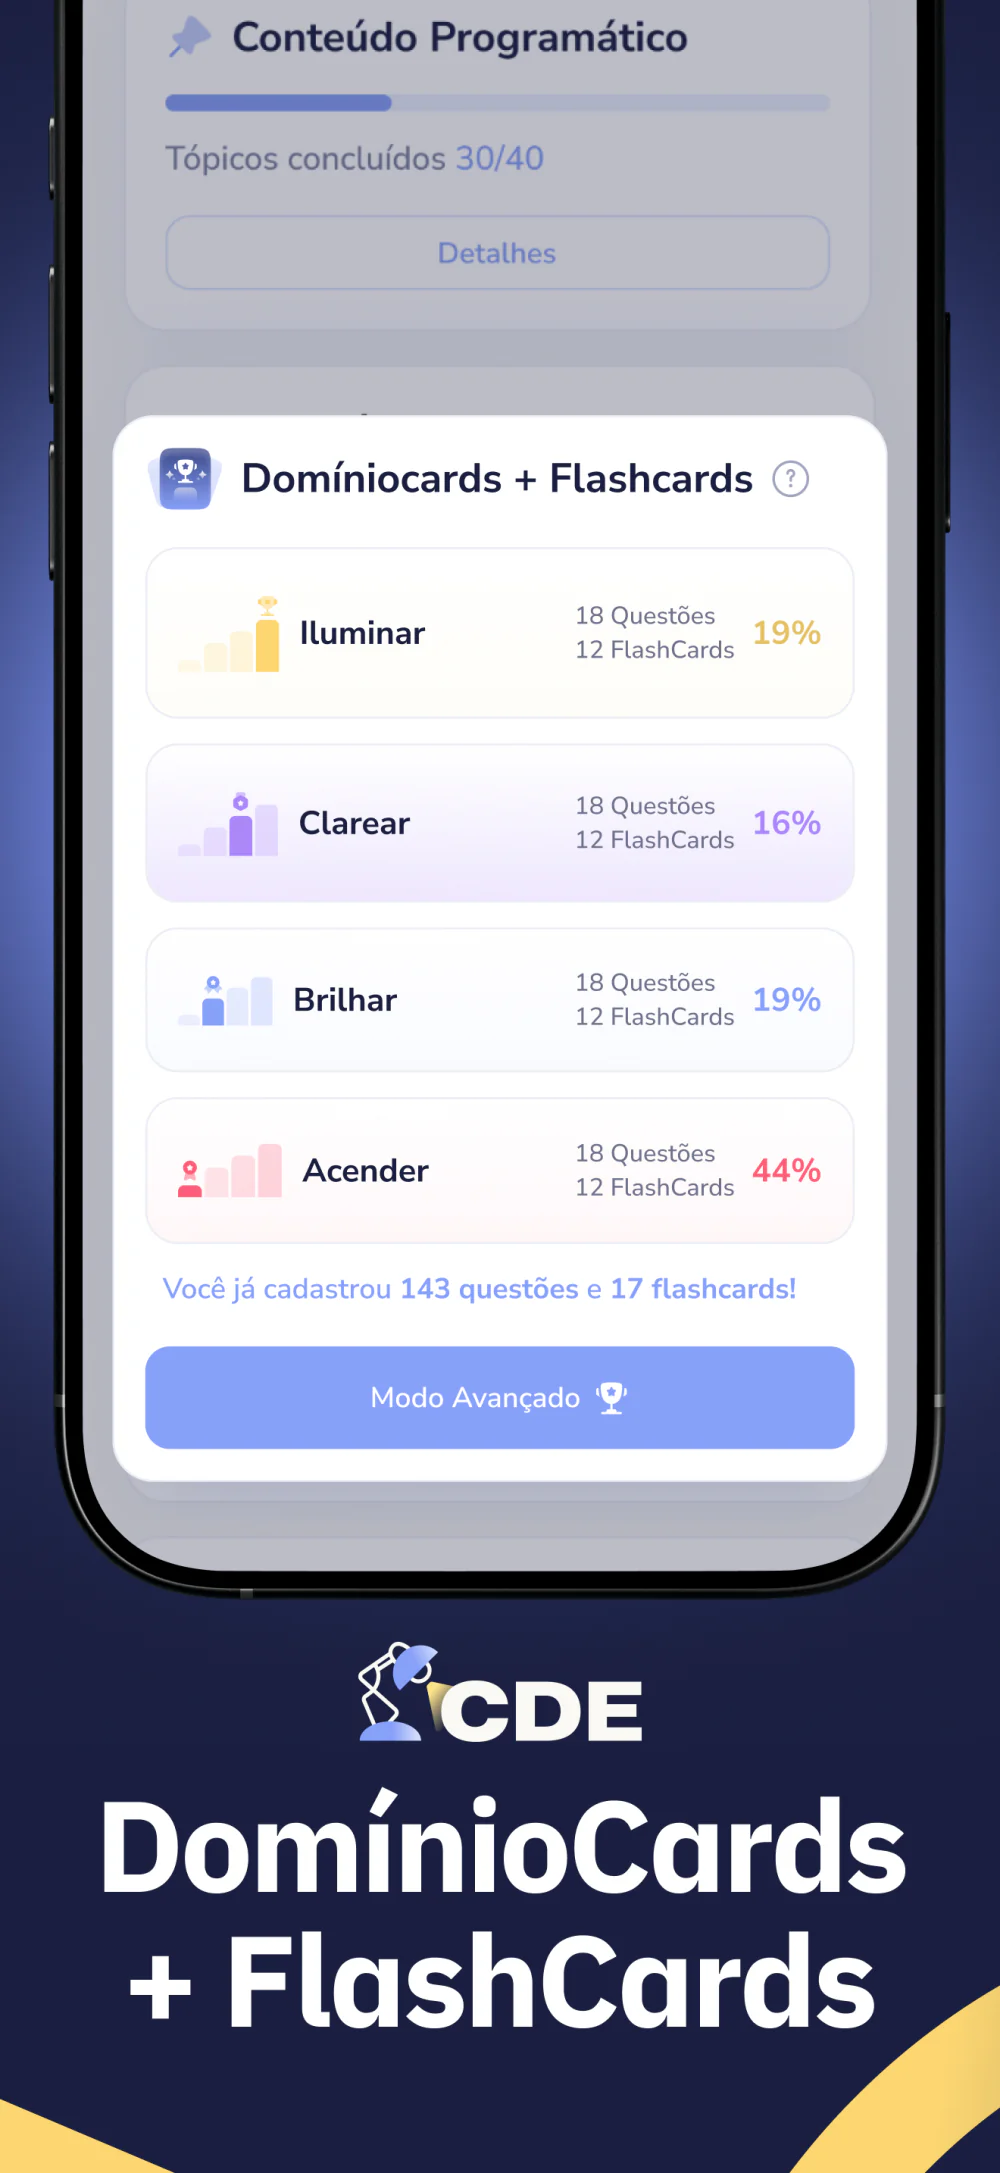 Conteúdo Programático
Tópicos concluídos 30/40
Detalhes
Domíniocards + Flashcards ?
Iluminar
18 Questões
12 FlashCards
19%
Clarear
18 Questões
12 FlashCards
16%
Brilhar
18 Questões
12 FlashCards
19%
Acender
18 Questões
12 FlashCards
44%
Você já cadastrou 143 questões e 17 flashcards!
Modo Avançado
CDE
DomínioCards
+ FlashCards